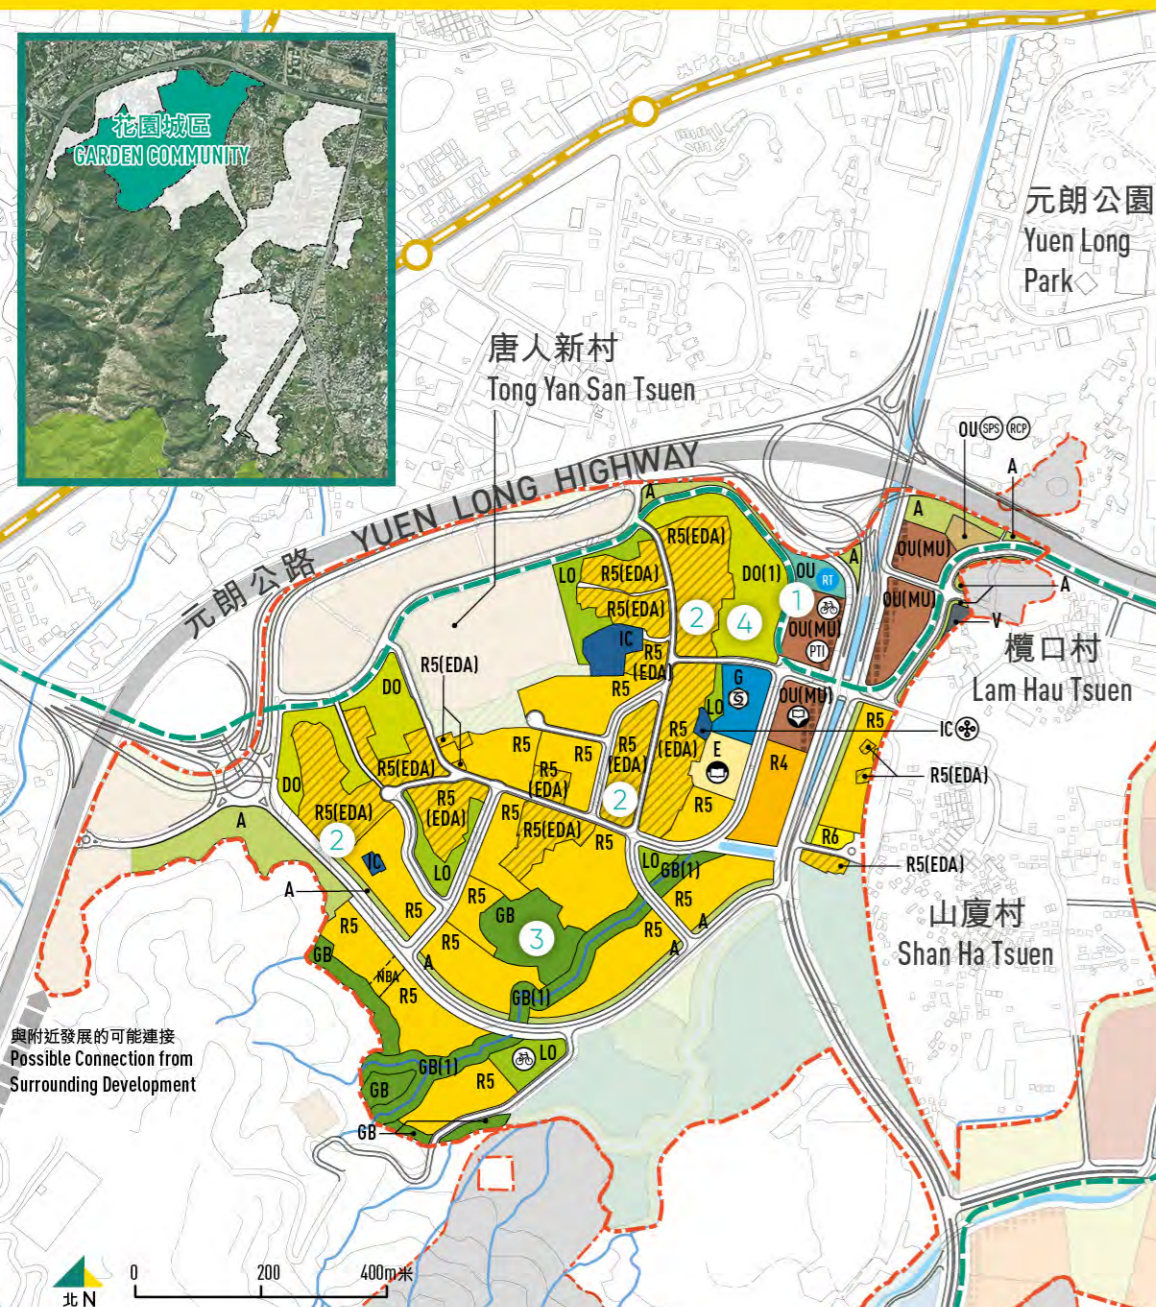 花園城區
GARDEN COMMUNITY
元朗公園
Yuen Long
Park
唐人新村
Tong Yan San Tsuen
元朗公路 YUEN LONG HIGHWAY
OU SPS RCP
A
A
A
A
R5(EDA)
OU(MU)
DO(1)
OU
RT
LO
R5(EDA)
R5(EDA)
1
OU(MU)
A
2
4
OU(MU)
PTI
V
IC
R5
(EDA)
欖口村
Lam Hau Tsuen
R5(EDA)
DO
R5
G
S
LO
OU(MU)
R5
IC
R5
(EDA)
R5
R5
R5
(EDA)
E
R4
R5(EDA)
R5(EDA)
R5
(EDA)
DO
R5(EDA)
2
R5
(EDA)
R5
R5(EDA)
R5
2
R5
R6
A
IC
LO
LO
GB(1)
R5(EDA)
A
R5
R5
GB
R5
山廈村
Shan Ha Tsuen
R5
R5
3
R5
A
A
GB
NBA
A
R5
GB(1)
與附近發展的可能連接
Possible Connection from
Surrounding Development
GB(1)
LO
GB
R5
GB
0 200 400m米
北 N